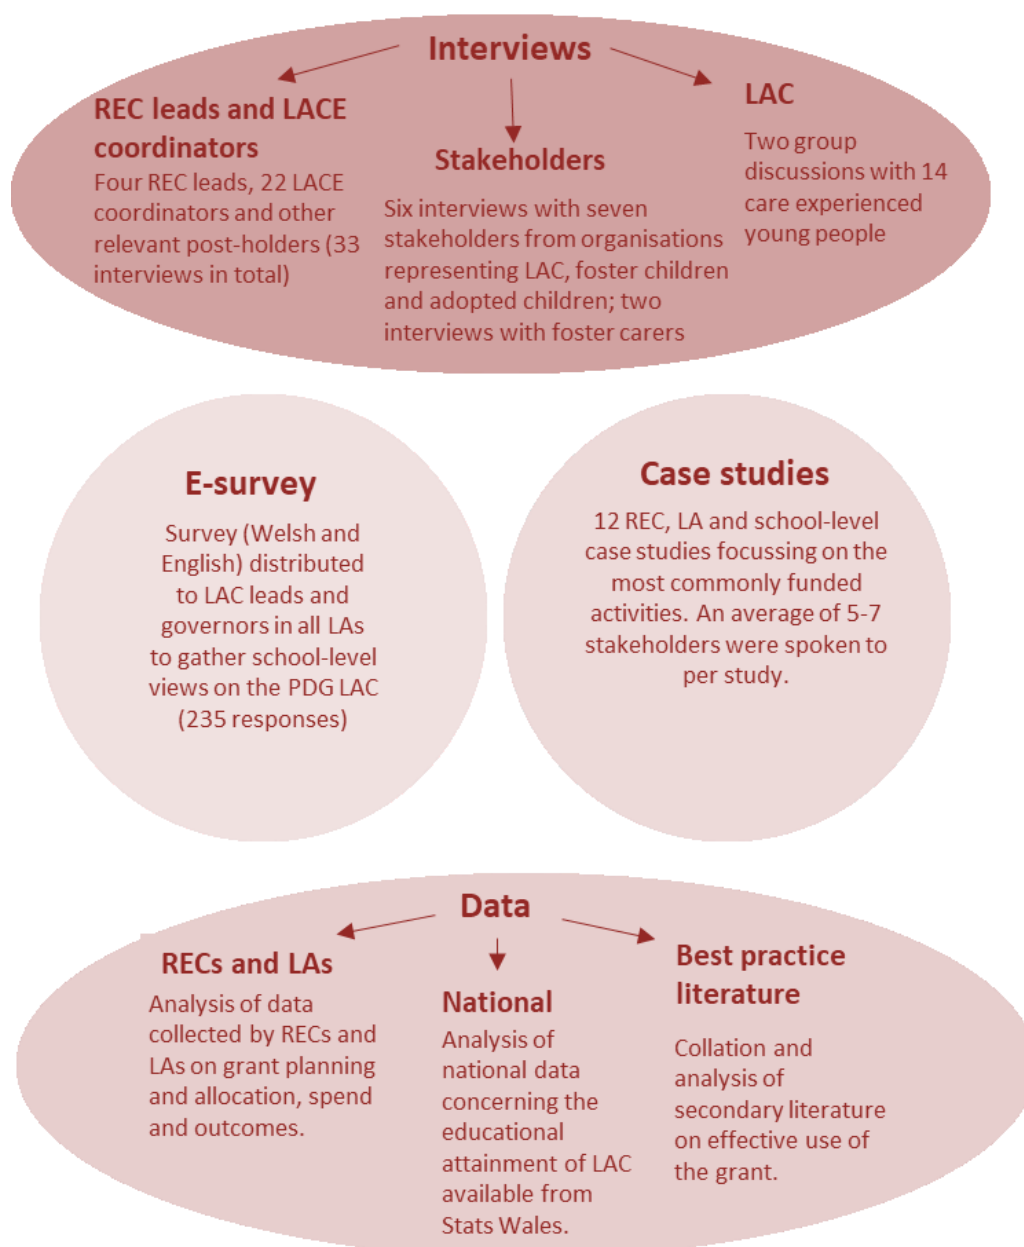 Interviews
REC leads and LACE
coordinators
Four REC leads, 22 LACE
coordinators and other
relevant post-holders (33
interviews in total)
Stakeholders
Six interviews with seven
stakeholders from organisations
representing LAC, foster children
and adopted children; two
interviews with foster carers
LAC
Two group
discussions with 14
care experienced
young people
E-survey
Survey (Welsh and
English) distributed
to LAC leads and
governors in all LAs
to gather school-level
views on the PDG LAC
(235 responses)
Case studies
12 REC, LA and school-level
case studies focussing on the
most commonly funded
activities. An average of 5-7
stakeholders were spoken to
per study.
Data
RECs and LAs
Analysis of data
collected by RECs and
LAs on grant planning
and allocation, spend
and outcomes.
National
Analysis of
national data
concerning the
educational
attainment of LAC
available from
Stats Wales.
Best practice
literature
Collation and
analysis of
secondary literature
on effective use of
the grant.